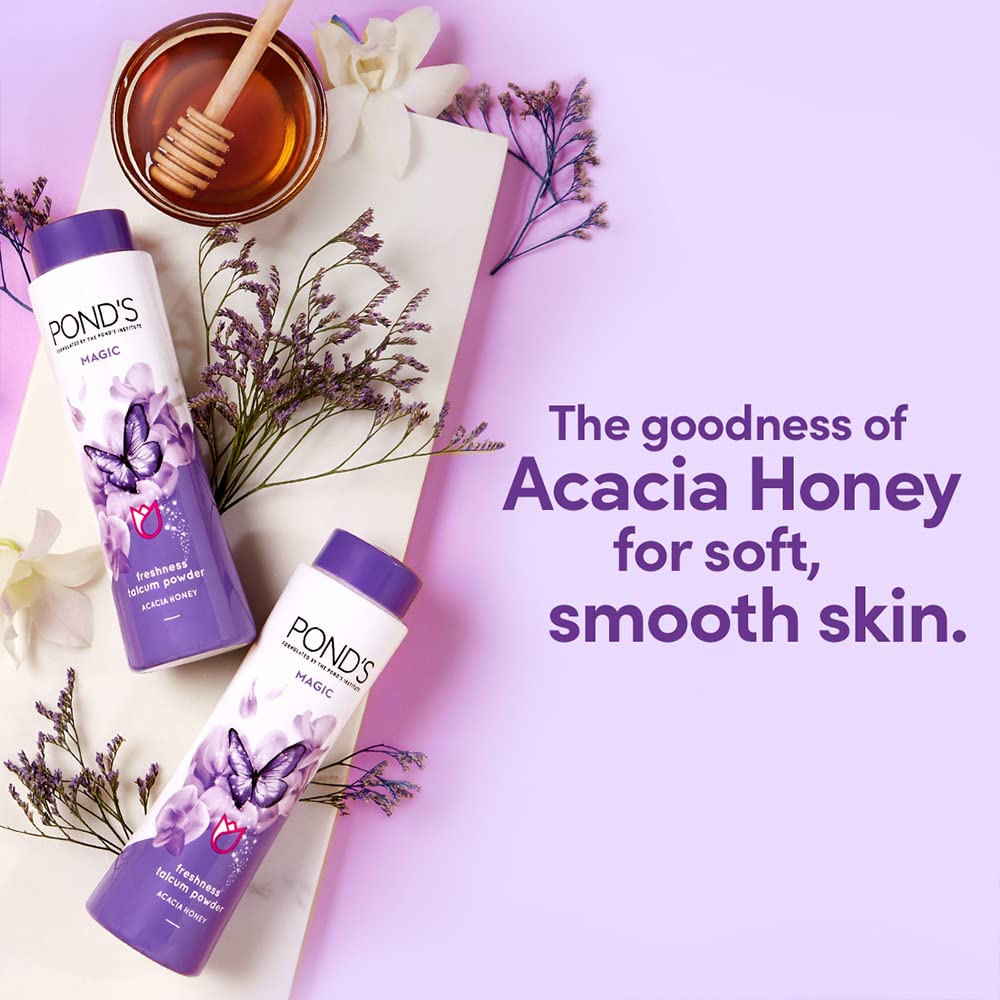 POND'S
FORMULATED BY THE POND'S INSTITUTE
MAGIC
freshness
talcum powder
ACACIA HONEY
POND'S
FORMULATED BY THE POND'S INSTITUTE
MAGIC
freshness
talcum powder
ACACIA HONEY
The goodness of
Acacia Honey
for soft,
smooth skin.